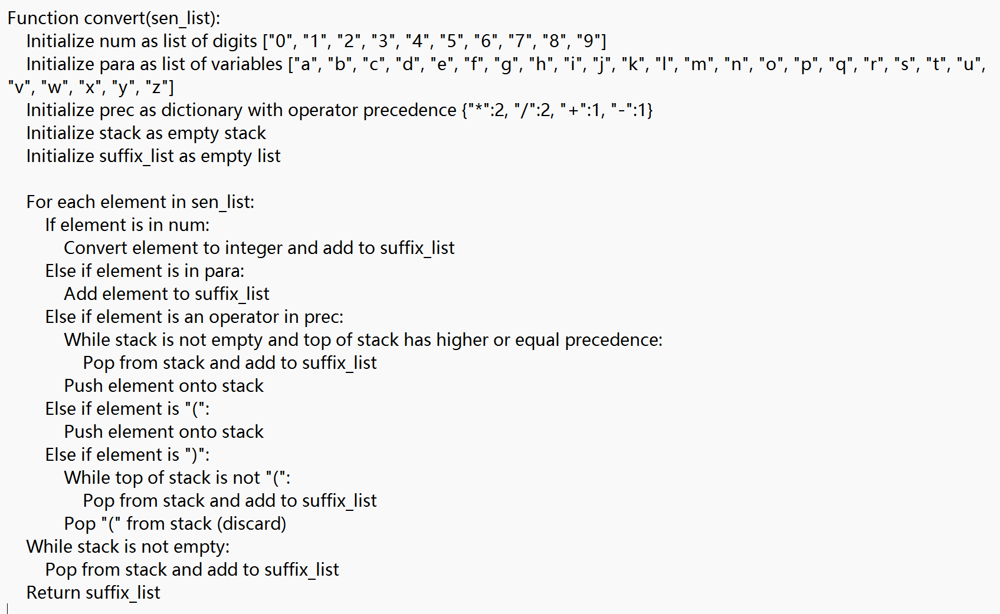 Function convert(sen_list):
    Initialize num as list of digits ["0", "1", "2", "3", "4", "5", "6", "7", "8", "9"]
    Initialize para as list of variables ["a", "b", "c", "d", "e", "f", "g", "h", "i", "j", "k", "l", "m", "n", "o", "p", "q", "r", "s", "t", "u",
"v", "w", "x", "y", "z"]
    Initialize prec as dictionary with operator precedence {"*":2, "/":2, "+":1, "-":1}
    Initialize stack as empty stack
    Initialize suffix_list as empty list

    For each element in sen_list:
        If element is in num:
            Convert element to integer and add to suffix_list
        Else if element is in para:
            Add element to suffix_list
        Else if element is an operator in prec:
            While stack is not empty and top of stack has higher or equal precedence:
                Pop from stack and add to suffix_list
            Push element onto stack
        Else if element is "(":
            Push element onto stack
        Else if element is ")":
            While top of stack is not "(":
                Pop from stack and add to suffix_list
            Pop "(" from stack (discard)
    While stack is not empty:
        Pop from stack and add to suffix_list
    Return suffix_list